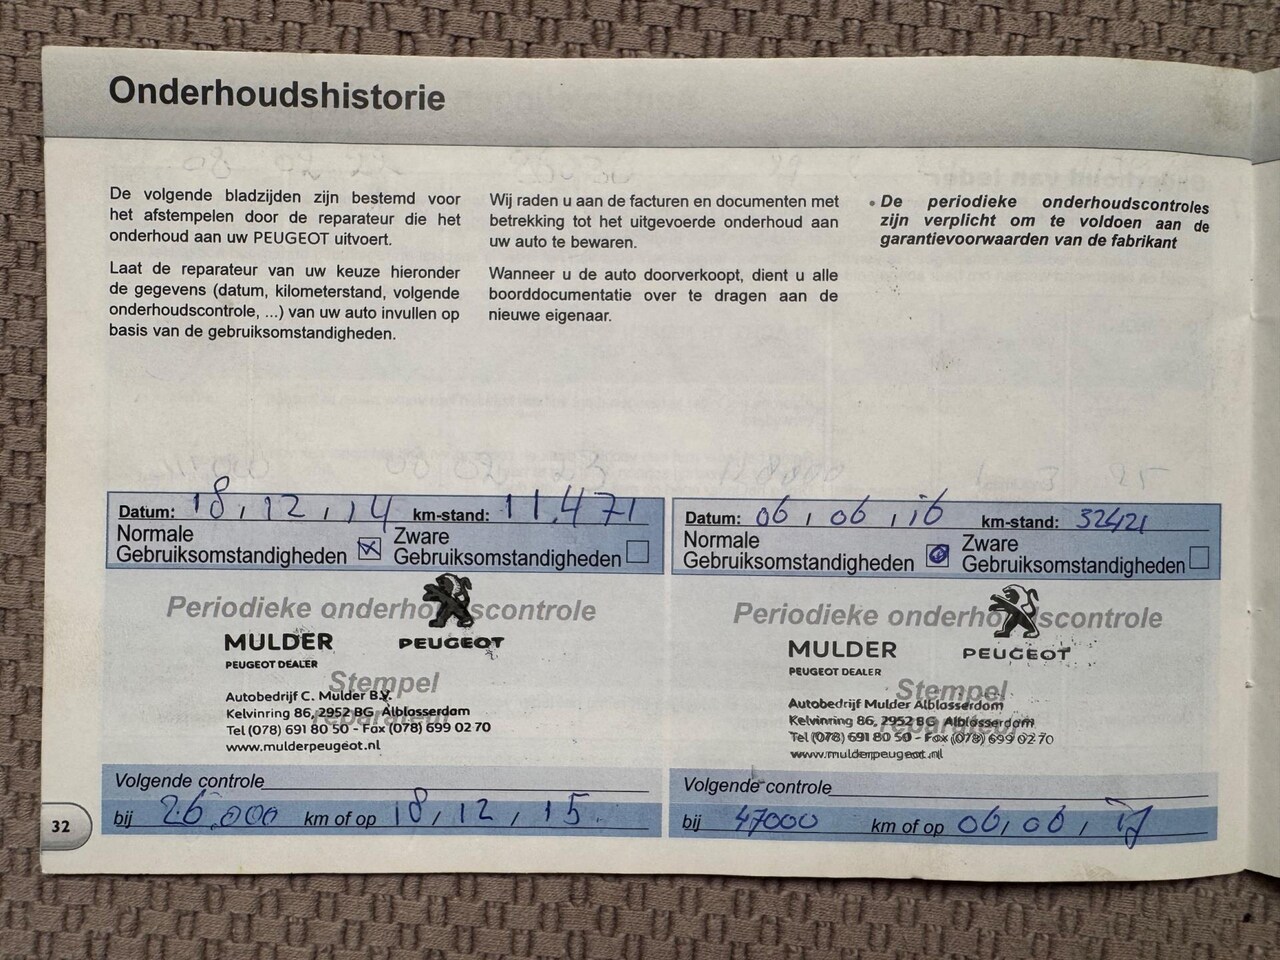 Onderhoudshistorie
De volgende bladzijden zijn bestemd voor
het afstempelen door de reparateur die het
onderhoud aan uw PEUGEOT uitvoert.
Laat de reparateur van uw keuze hieronder
de gegevens (datum, kilometerstand, volgende
onderhoudscontrole, ...) van uw auto invullen op
basis van de gebruiksomstandigheden.
Wij raden u aan de facturen en documenten met
betrekking tot het uitgevoerde onderhoud aan
uw auto te bewaren.
Wanneer u de auto doorverkoopt, dient u alle
boorddocumentatie over te dragen aan de
nieuwe eigenaar.
• De periodieke onderhoudscontroles
zijn verplicht om te voldoen aan de
garantievoorwaarden van de fabrikant
Datum: 18, 12, 14 km-stand: 11.471
Normale
Gebruiksomstandigheden
Zware
Gebruiksomstandigheden
Periodieke onderhoudscontrole
MULDER
PEUGEOT DEALER
PEUGEOT
Stempel
reparateur
Autobedrijf C. Mulder B.V.
Kelvinring 86, 2952 BG Alblasserdam
Tel (078) 691 80 50 - Fax (078) 699 02 70
www.mulderpeugeot.nl
Volgende controle
bij 26.000 km of op 18, 12, 15.
Datum: 06, 06, 16 km-stand: 32421
Normale
Gebruiksomstandigheden
Zware
Gebruiksomstandigheden
Periodieke onderhoudscontrole
MULDER
PEUGEOT DEALER
PEUGEOT
Stempel
reparateur
Autobedrijf Mulder Alblasserdam
Kelvinring 86, 2952 BG Alblasserdam
Tel (078) 691 80 50 - Fax (078) 699 02 70
www.mulderpeugeot.nl
Volgende controle
bij 47000 km of op 06, 06, 17
32